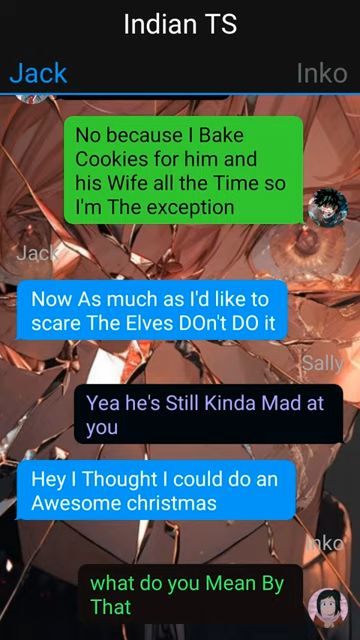 Indian TS
Jack
Inko
No because I Bake
Cookies for him and
his Wife all the Time so
I'm The exception
Jack
Now As much as I'd like to
scare The Elves DOn't DO it
Sally
Yea he's Still Kinda Mad at
you
Hey I Thought I could do an
Awesome christmas
Inko
what do you Mean By
That